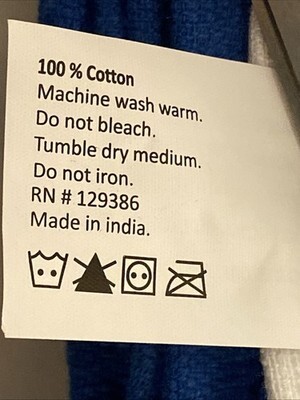 100 % Cotton
Machine wash warm.
Do not bleach.
Tumble dry medium.
Do not iron.
RN # 129386
Made in india.